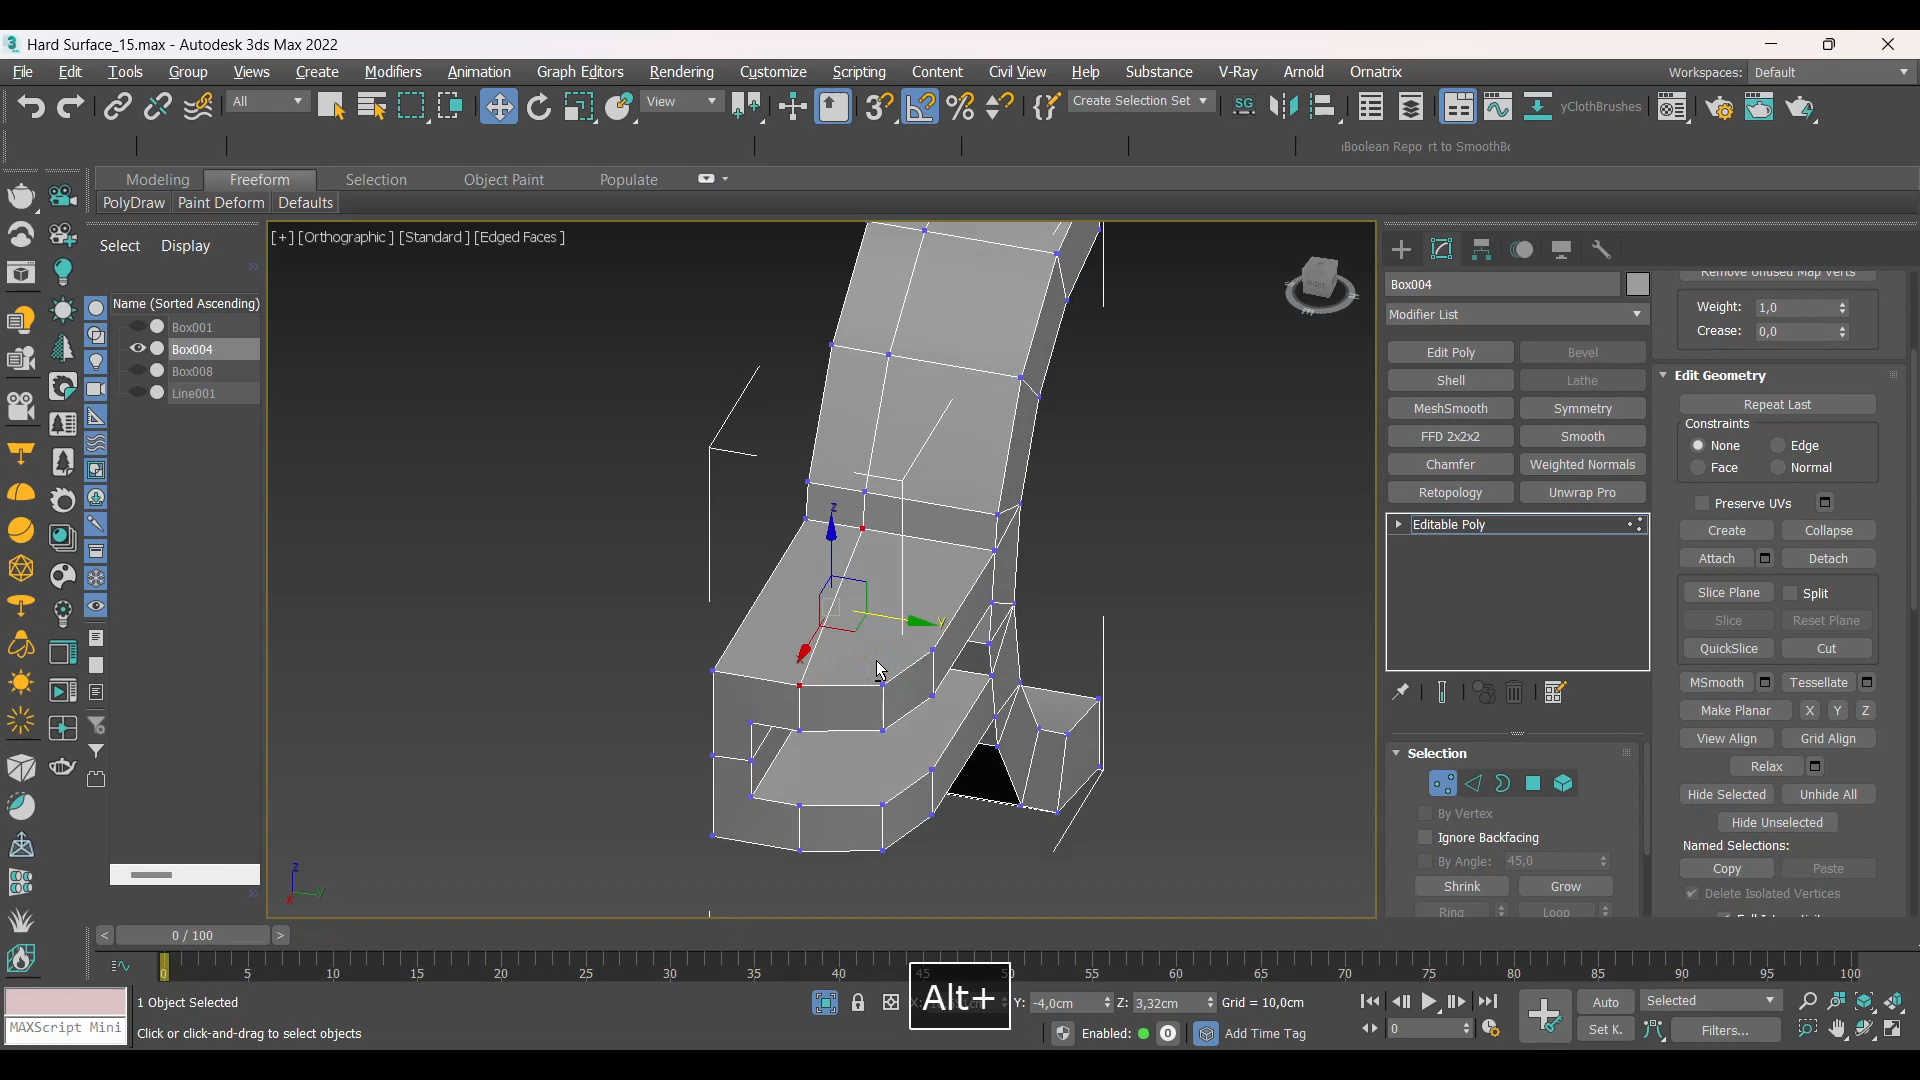 Hard Surface_15.max - Autodesk 3ds Max 2022
File Edit Tools Group Views Create Modifiers Animation Graph Editors Rendering Customize Scripting Content Civil View Help Substance V-Ray Arnold Ornatrix
Workspaces: Default
All View Create Selection Set yClothBrushes
Boolean Repo rt to SmoothBo
Modeling Freeform Selection Object Paint Populate
PolyDraw Paint Deform Defaults
Select Display
Name (Sorted Ascending)
Box001
Box004
Box008
Line001
[+] [Orthographic ] [Standard ] [Edged Faces ]
z
y
x
z
y
x
Box004
Modifier List
Edit Poly Bevel
Shell Lathe
MeshSmooth Symmetry
FFD 2x2x2 Smooth
Chamfer Weighted Normals
Retopology Unwrap Pro
Editable Poly
Selection
By Vertex
Ignore Backfacing
By Angle: 45,0
Shrink Grow
Ring Loop
Remove Unused Map Verts
Weight: 1,0
Crease: 0,0
Edit Geometry
Repeat Last
Constraints
None Edge
Face Normal
Preserve UVs
Create Collapse
Attach Detach
Slice Plane Split
Slice Reset Plane
QuickSlice Cut
MSmooth Tessellate
Make Planar X Y Z
View Align Grid Align
Relax
Hide Selected Unhide All
Hide Unselected
Named Selections:
Copy Paste
Delete Isolated Vertices
< 0 / 100 >
0 5 10 15 20 25 30 35 40 45 50 55 60 65 70 75 80 85 90 95 100
Alt+
MAXScript Mini
1 Object Selected
Click or click-and-drag to select objects
Y: -4,0cm Z: 3,32cm Grid = 10,0cm
Enabled: 0 Add Time Tag
0
Auto Selected
Set K. Filters...